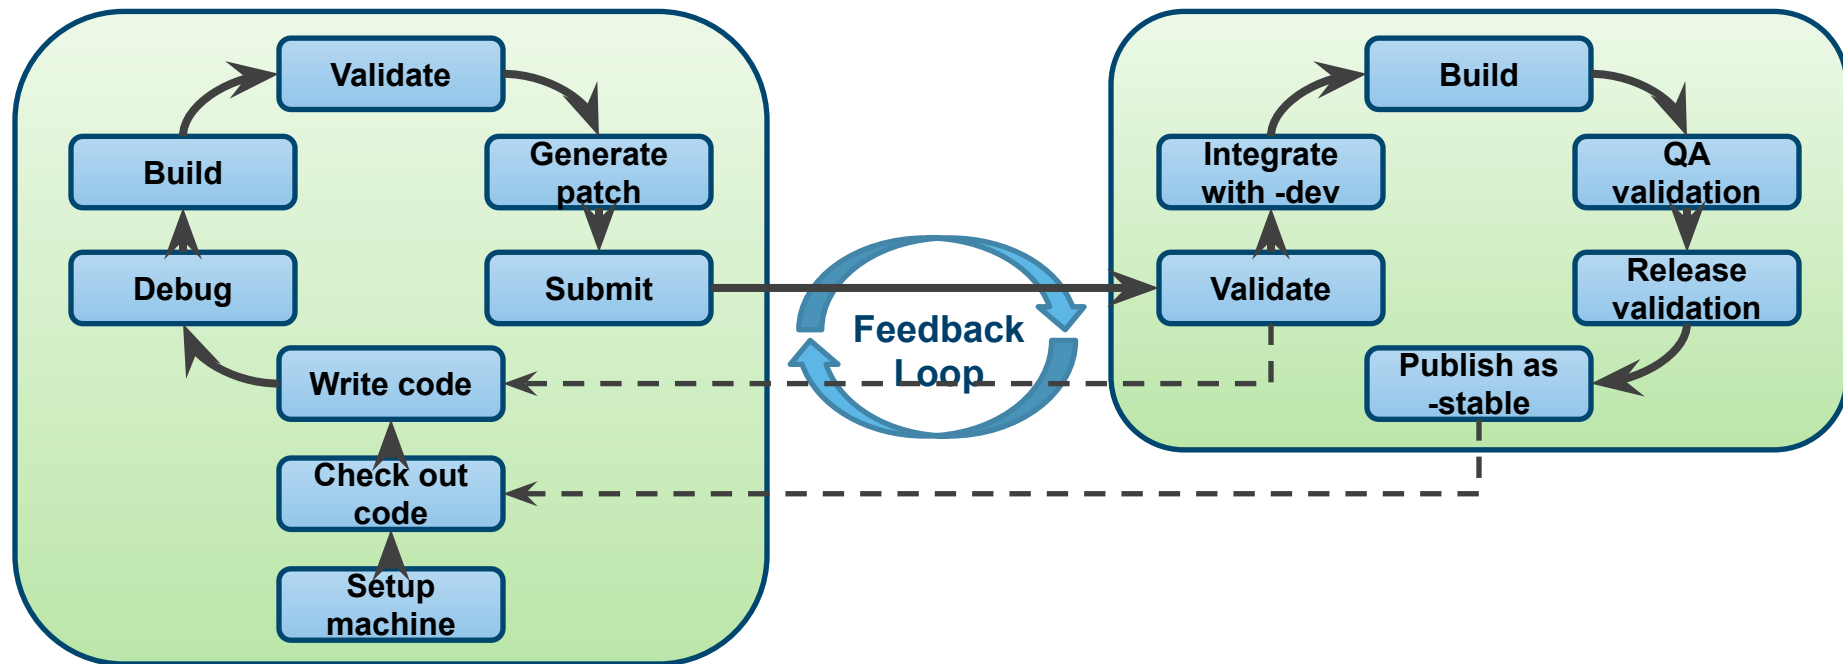 Validate
Build
Generate
patch
Debug
Submit
Write code
Check out
code
Setup
machine
Feedback
Loop
Build
Integrate
with -dev
QA
validation
Validate
Release
validation
Publish as
-stable